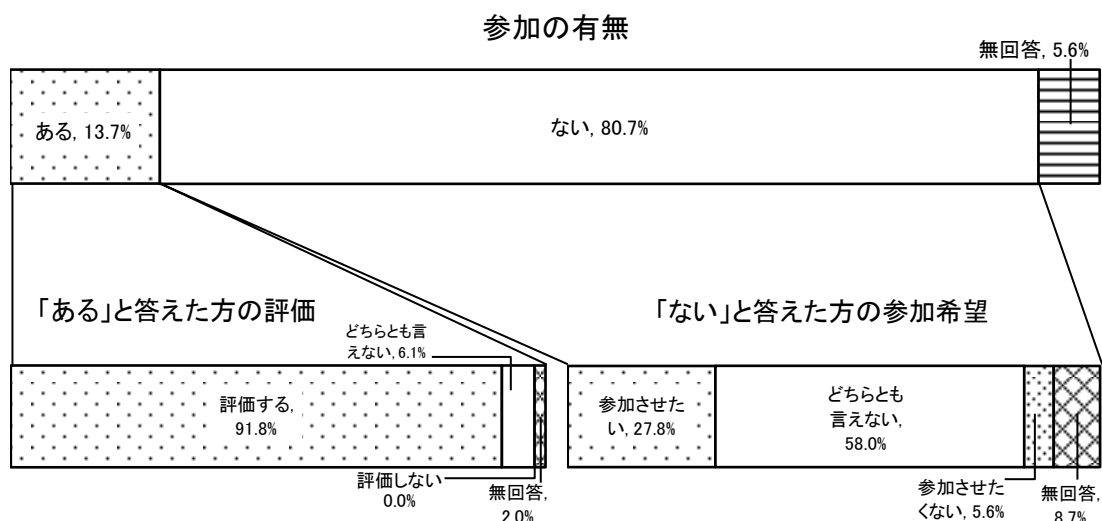 参加の有無
無回答, 5.6%
ある, 13.7%
ない, 80.7%
「ある」と答えた方の評価
どちらとも言
えない, 6.1%
評価する,
91.8%
評価しない
0.0%
無回答,
2.0%
「ない」と答えた方の参加希望
参加させた
い, 27.8%
どちらとも
言えない,
58.0%
参加させた
くない, 5.6%
無回答,
8.7%